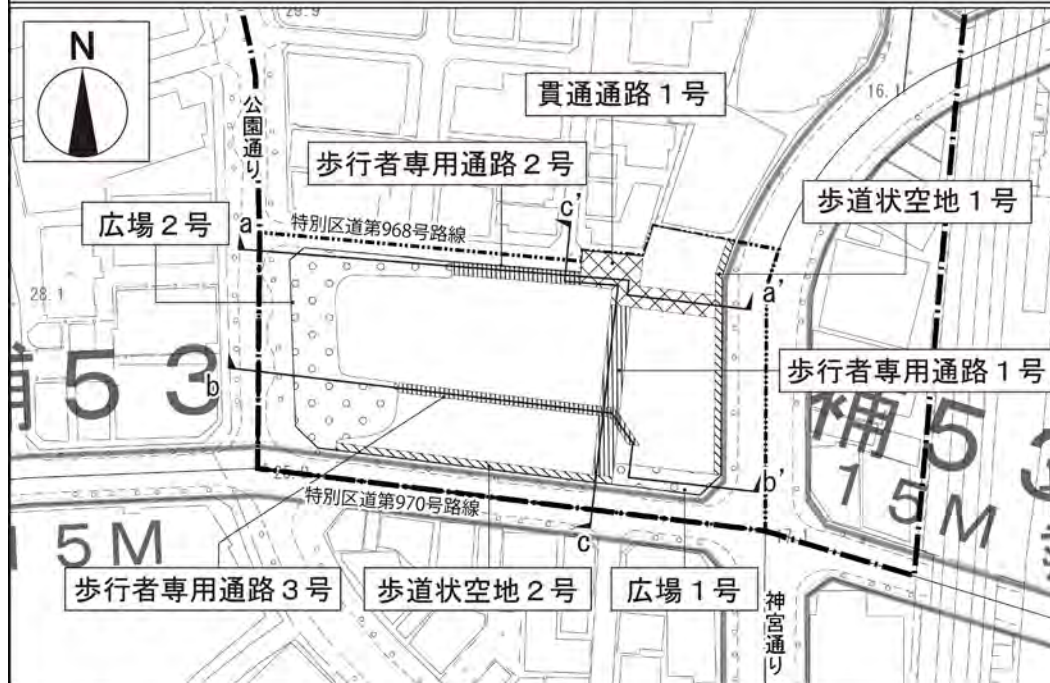 29.9
N
公園通り
貫通通路1号
16.1
歩行者専用通路2号
歩道状空地1号
広場2号
c'
a
特別区道第968号路線
a'
28.1
補53
b
歩行者専用通路1号
補53
15M
b'
特別区道第970号路線
c
15M
歩行者専用通路3号
歩道状空地2号
広場1号
神宮通り